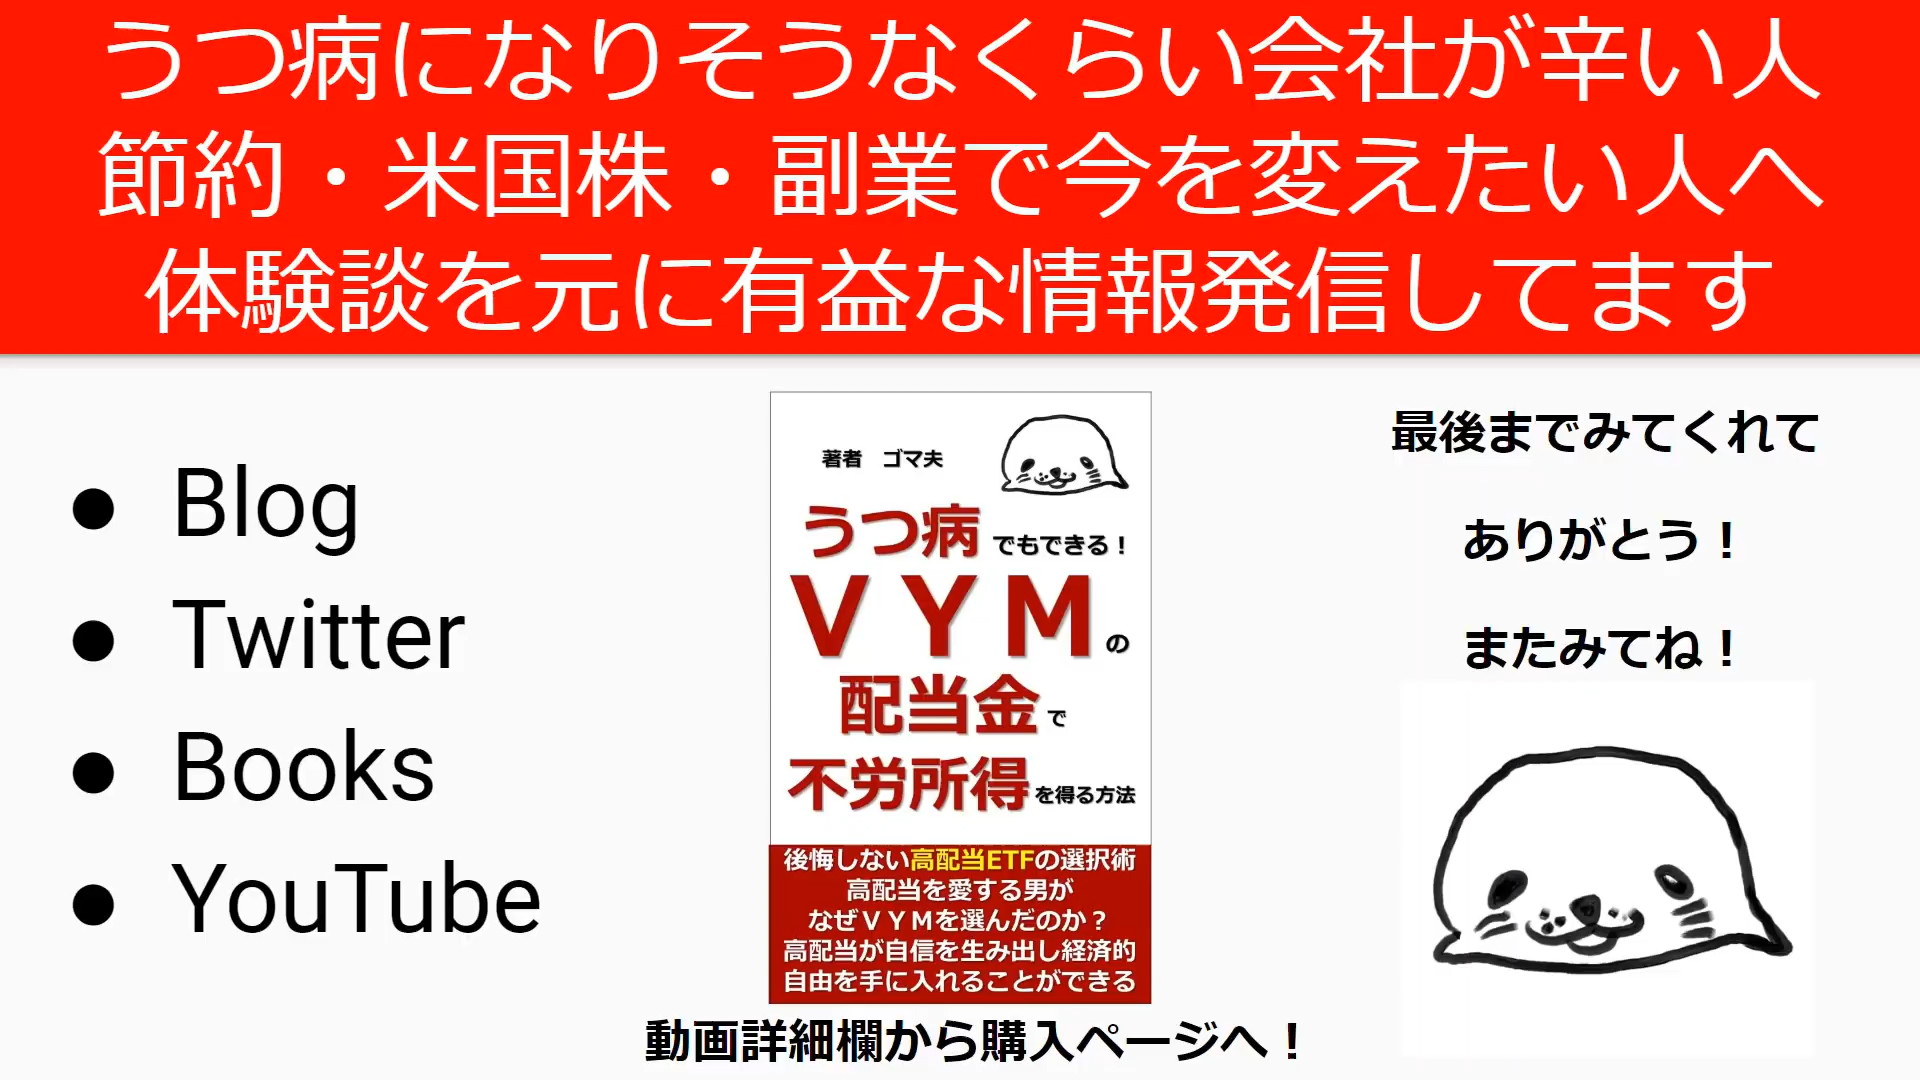 うつ病になりそうなくらい会社が辛い人
節約・米国株・副業で今を変えたい人へ
体験談を元に有益な情報発信してます
● Blog
● Twitter
● Books
● YouTube
著者　ゴマ夫
うつ病でもできる！
ＶＹＭの
配当金で
不労所得を得る方法
後悔しない高配当ETFの選択術
高配当を愛する男が
なぜＶＹＭを選んだのか？
高配当が自信を生み出し経済的
自由を手に入れることができる
動画詳細欄から購入ページへ！
最後までみてくれて
ありがとう！
またみてね！